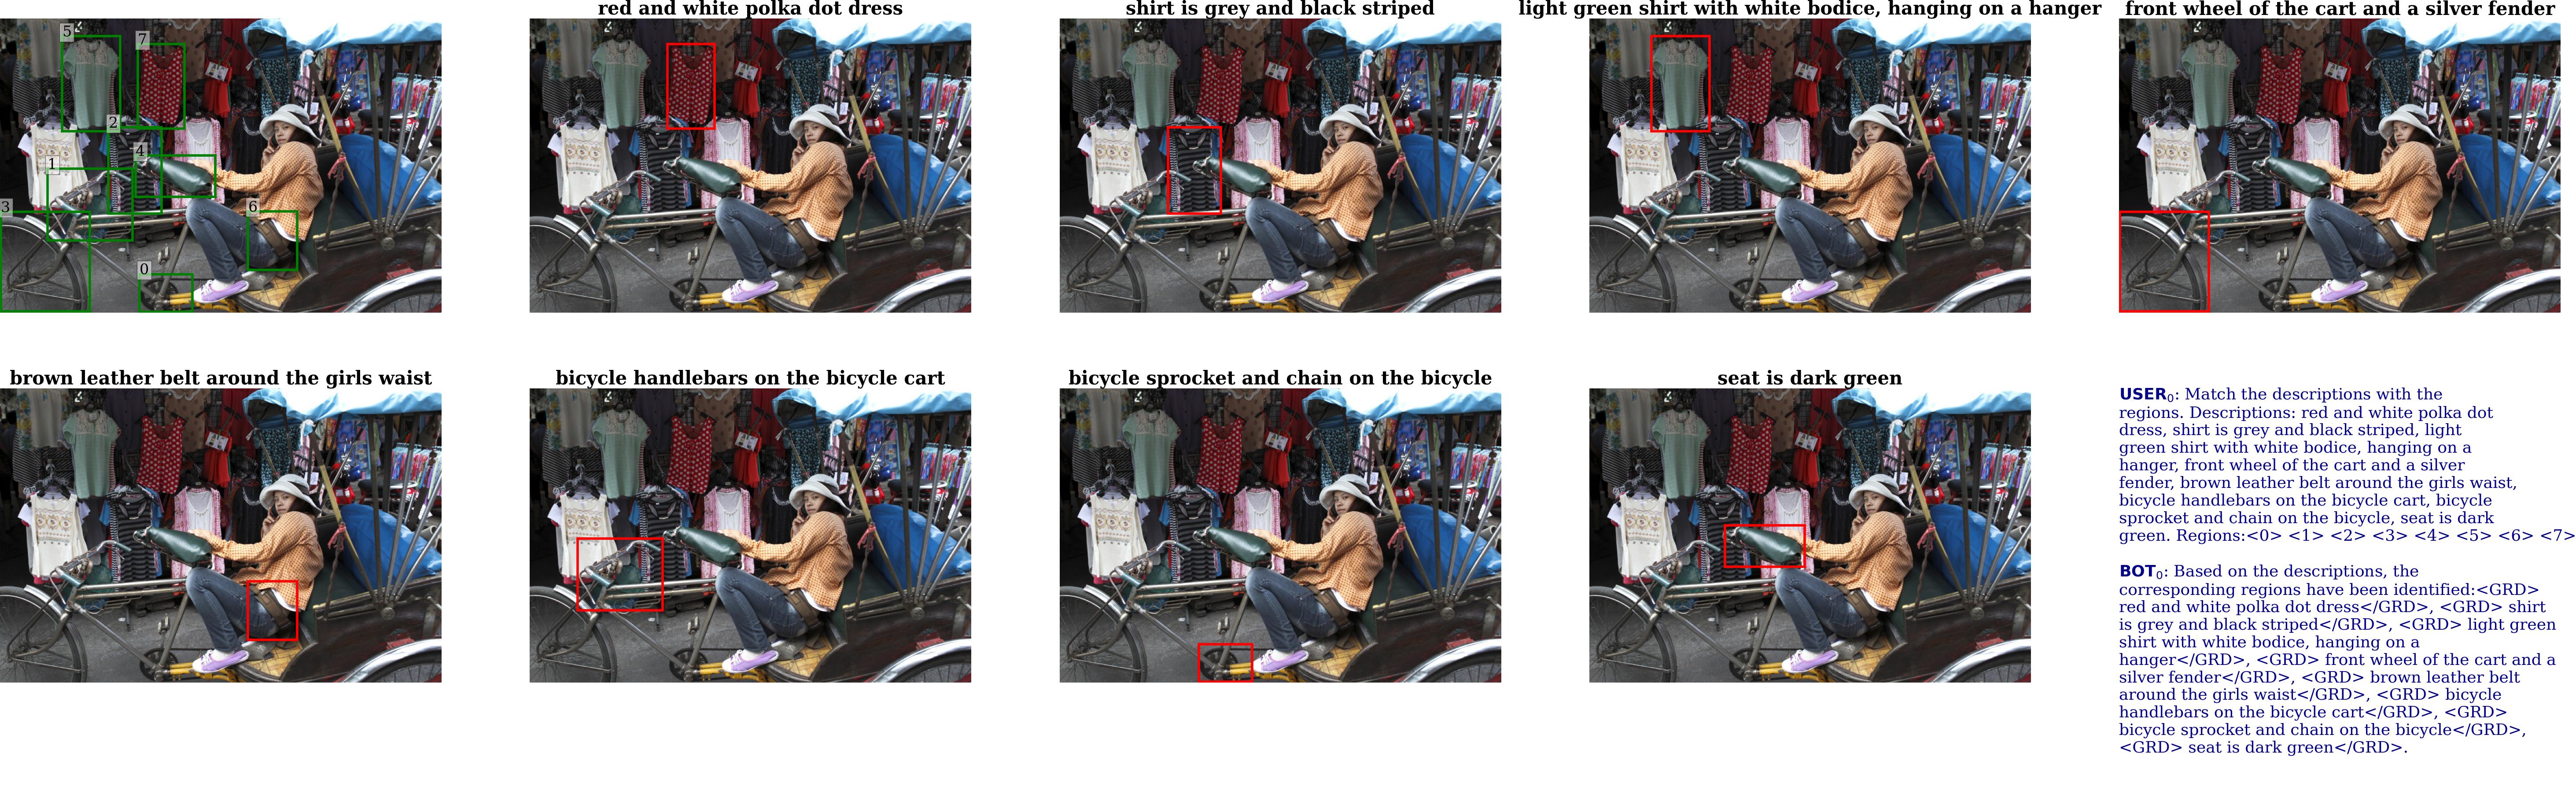 red and white polka dot dress
shirt is grey and black striped
light green shirt with white bodice, hanging on a hanger
front wheel of the cart and a silver fender
5
7
2
4
1
3
6
0
brown leather belt around the girls waist
bicycle handlebars on the bicycle cart
bicycle sprocket and chain on the bicycle
seat is dark green
USER0: Match the descriptions with the
regions. Descriptions: red and white polka dot
dress, shirt is grey and black striped, light
green shirt with white bodice, hanging on a
hanger, front wheel of the cart and a silver
fender, brown leather belt around the girls waist,
bicycle handlebars on the bicycle cart, bicycle
sprocket and chain on the bicycle, seat is dark
green. Regions:<0> <1> <2> <3> <4> <5> <6> <7>
BOT0: Based on the descriptions, the
corresponding regions have been identified:<GRD>
red and white polka dot dress</GRD>, <GRD> shirt
is grey and black striped</GRD>, <GRD> light green
shirt with white bodice, hanging on a
hanger</GRD>, <GRD> front wheel of the cart and a
silver fender</GRD>, <GRD> brown leather belt
around the girls waist</GRD>, <GRD> bicycle
handlebars on the bicycle cart</GRD>, <GRD>
bicycle sprocket and chain on the bicycle</GRD>,
<GRD> seat is dark green</GRD>.